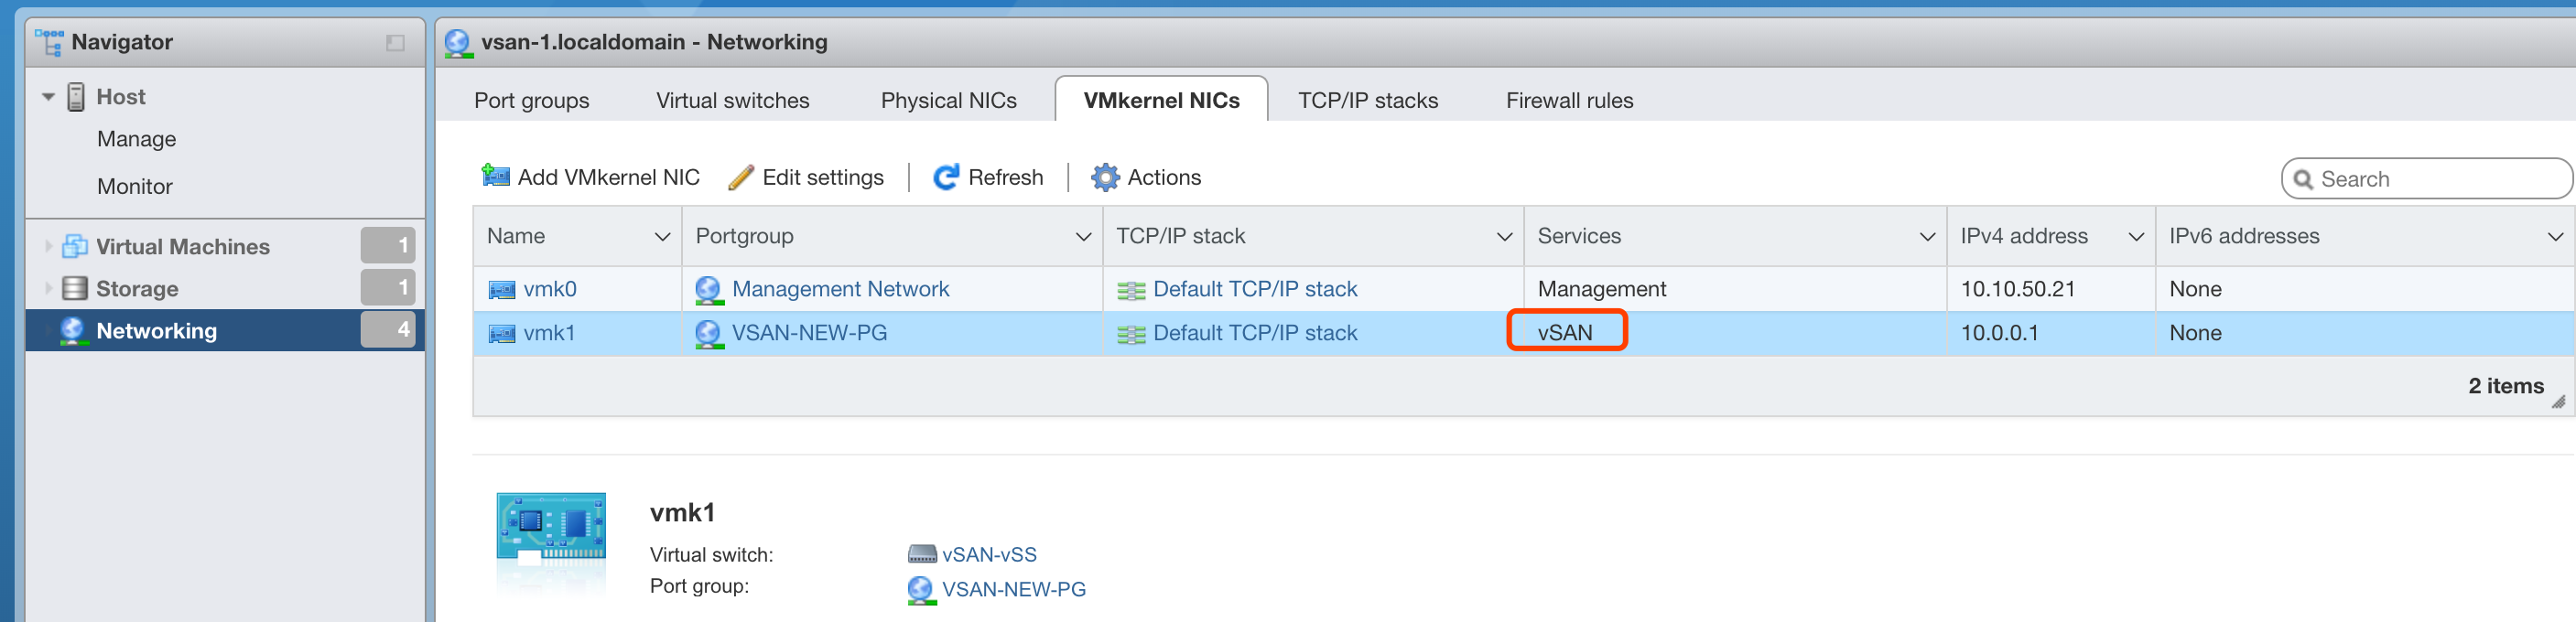 Navigator
Host
Manage
Monitor
Virtual Machines 1
Storage 1
Networking 4
vsan-1.localdomain - Networking
Port groups Virtual switches Physical NICs VMkernel NICs TCP/IP stacks Firewall rules
Add VMkernel NIC Edit settings Refresh Actions Search
Name Portgroup TCP/IP stack Services IPv4 address IPv6 addresses
vmk0 Management Network Default TCP/IP stack Management 10.10.50.21 None
vmk1 VSAN-NEW-PG Default TCP/IP stack vSAN 10.0.0.1 None
2 items
vmk1
Virtual switch: vSAN-vSS
Port group: VSAN-NEW-PG